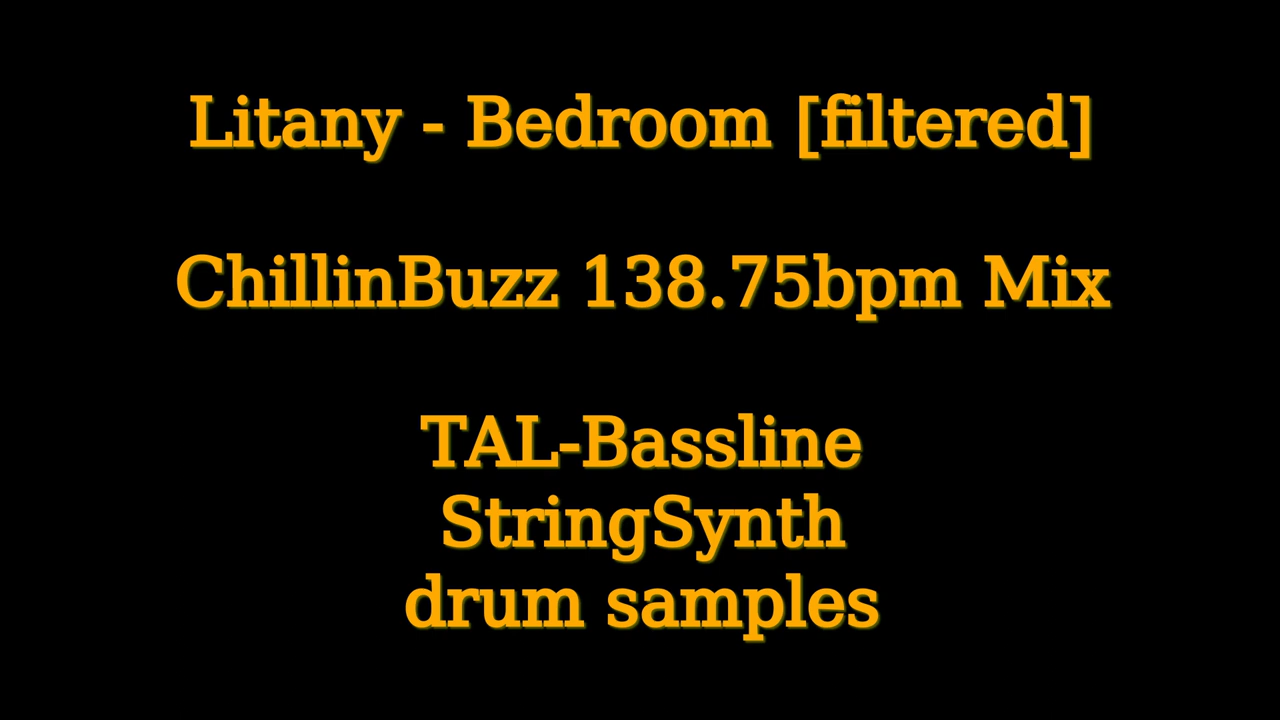 Litany - Bedroom [filtered]
ChillinBuzz 138.75bpm Mix
TAL-Bassline
StringSynth
drum samples